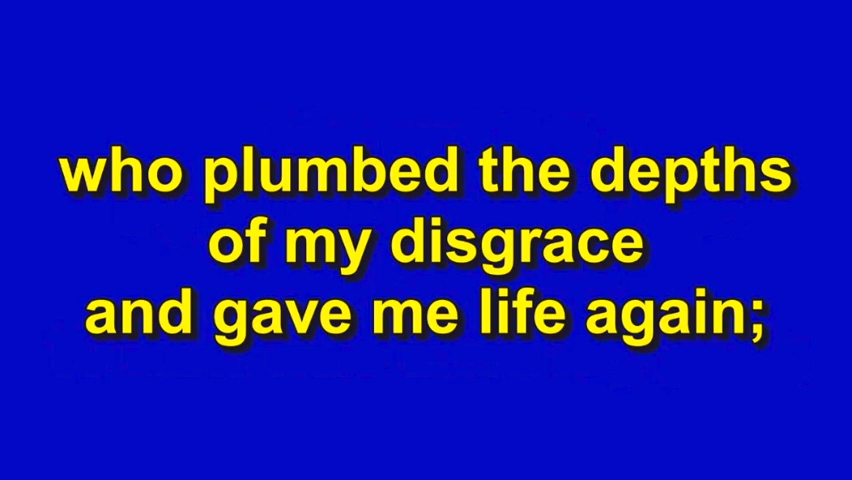 who plumbed the depths
of my disgrace
and gave me life again;